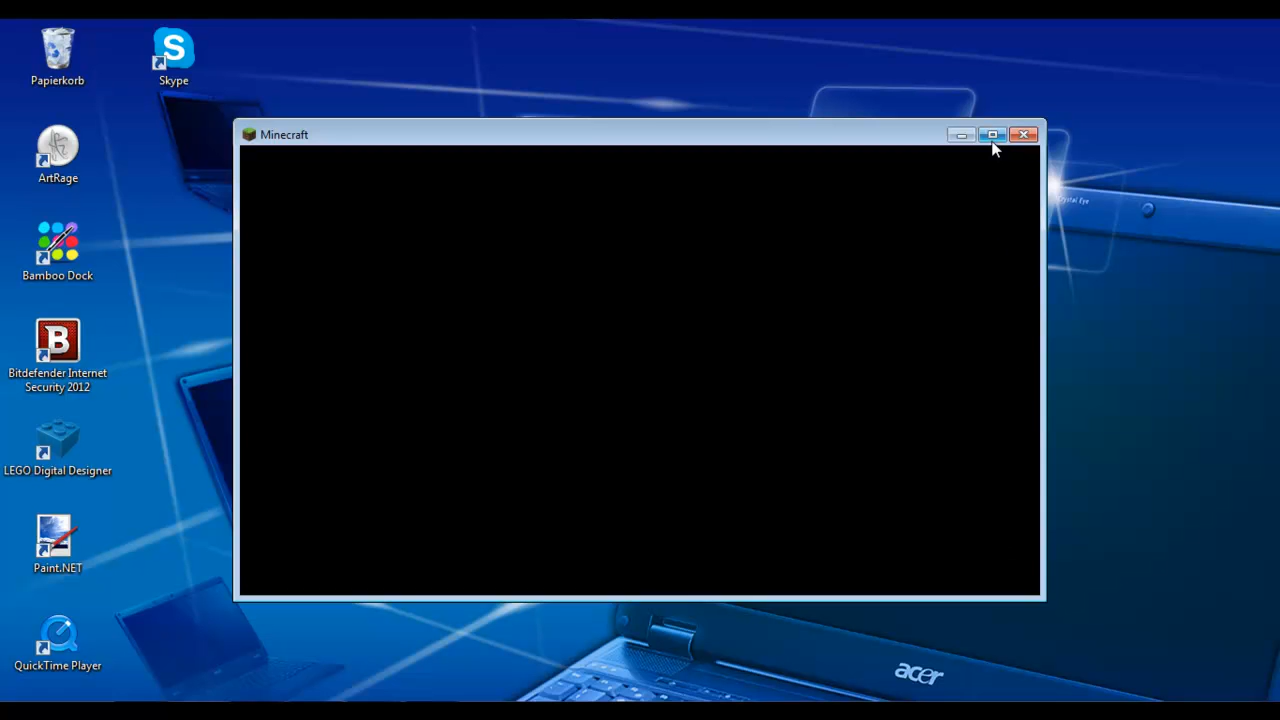 Papierkorb
Skype
ArtRage
Bamboo Dock
Bitdefender Internet
Security 2012
LEGO Digital Designer
Paint.NET
QuickTime Player
Minecraft
acer